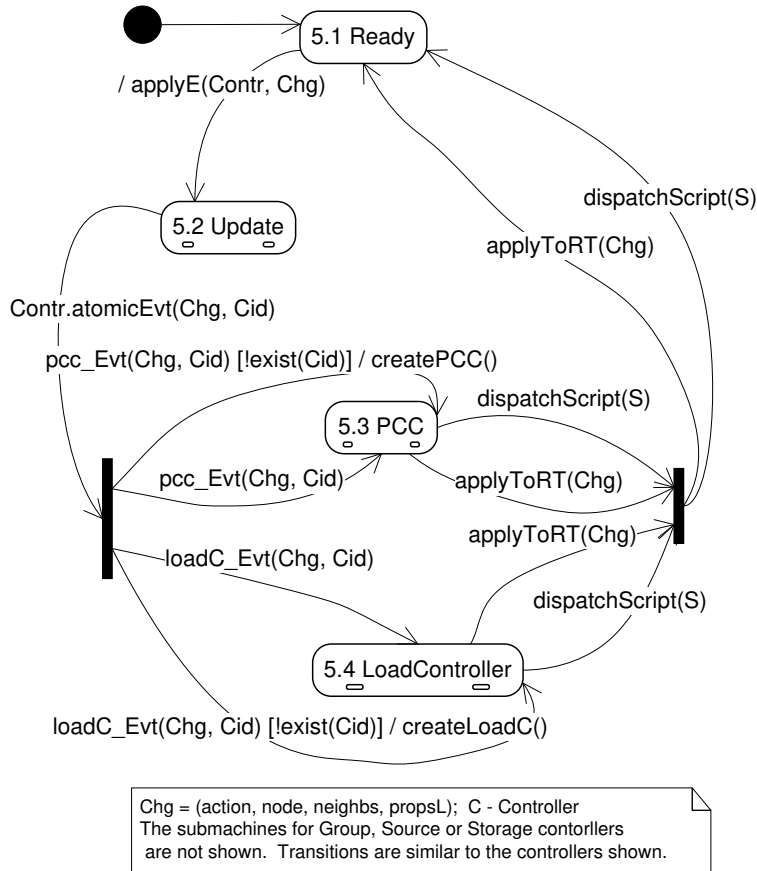 5.1 Ready
/ applyE(Contr, Chg)
dispatchScript(S)
5.2 Update
applyToRT(Chg)
Contr.atomicEvt(Chg, Cid)
pcc_Evt(Chg, Cid) [!exist(Cid)] / createPCC()
dispatchScript(S)
5.3 PCC
pcc_Evt(Chg, Cid)
applyToRT(Chg)
applyToRT(Chg)
loadC_Evt(Chg, Cid)
dispatchScript(S)
5.4 LoadController
loadC_Evt(Chg, Cid) [!exist(Cid)] / createLoadC()
Chg = (action, node, neighbs, propsL);  C - Controller
The submachines for Group, Source or Storage contorllers
are not shown.  Transitions are similar to the controllers shown.